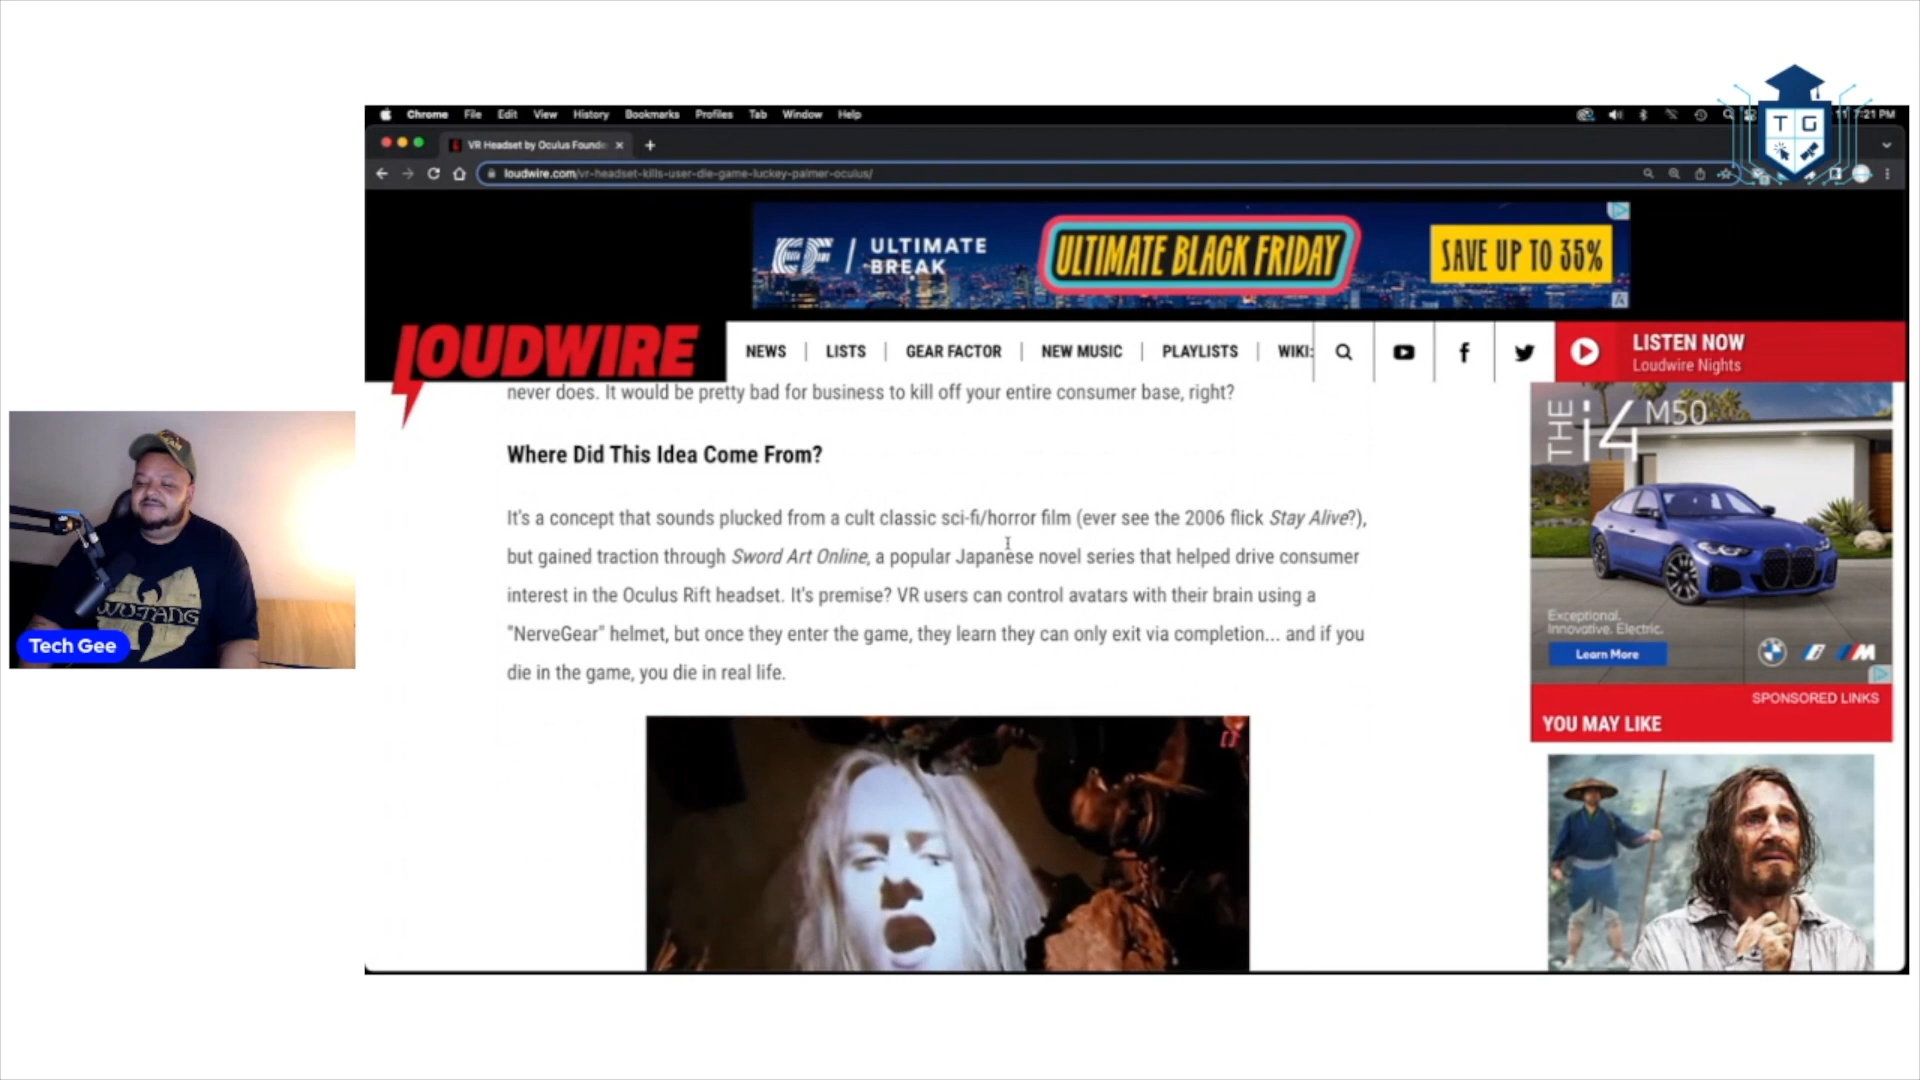 Chrome File Edit View History Bookmarks Profiles Tab Window Help
11 7:21 PM
VR Headset by Oculus Founde
loudwire.com/vr-headset-kills-user-die-game-luckey-palmer-oculus/
T G
EF / ULTIMATE BREAK
ULTIMATE BLACK FRIDAY
SAVE UP TO 35%
LOUDWIRE
NEWS | LISTS | GEAR FACTOR | NEW MUSIC | PLAYLISTS | WIKI:
LISTEN NOW
Loudwire Nights
never does. It would be pretty bad for business to kill off your entire consumer base, right?
Where Did This Idea Come From?
It's a concept that sounds plucked from a cult classic sci-fi/horror film (ever see the 2006 flick Stay Alive?),
but gained traction through Sword Art Online, a popular Japanese novel series that helped drive consumer
interest in the Oculus Rift headset. It's premise? VR users can control avatars with their brain using a
"NerveGear" helmet, but once they enter the game, they learn they can only exit via completion... and if you
die in the game, you die in real life.
THE i4 M50
Exceptional.
Innovative. Electric.
Learn More
SPONSORED LINKS
YOU MAY LIKE
WU-TANG
Tech Gee